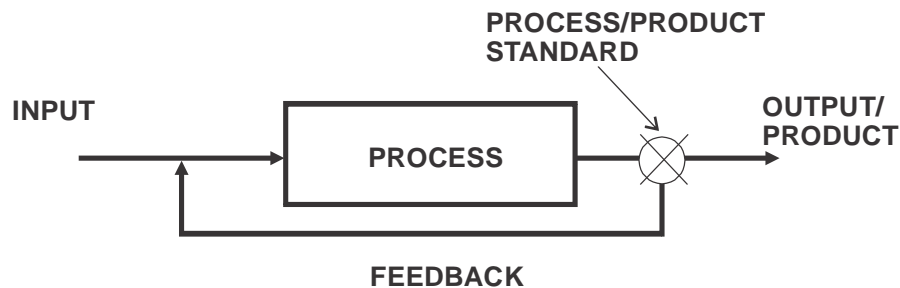 PROCESS/PRODUCT
STANDARD
INPUT
OUTPUT/
PRODUCT
PROCESS
FEEDBACK